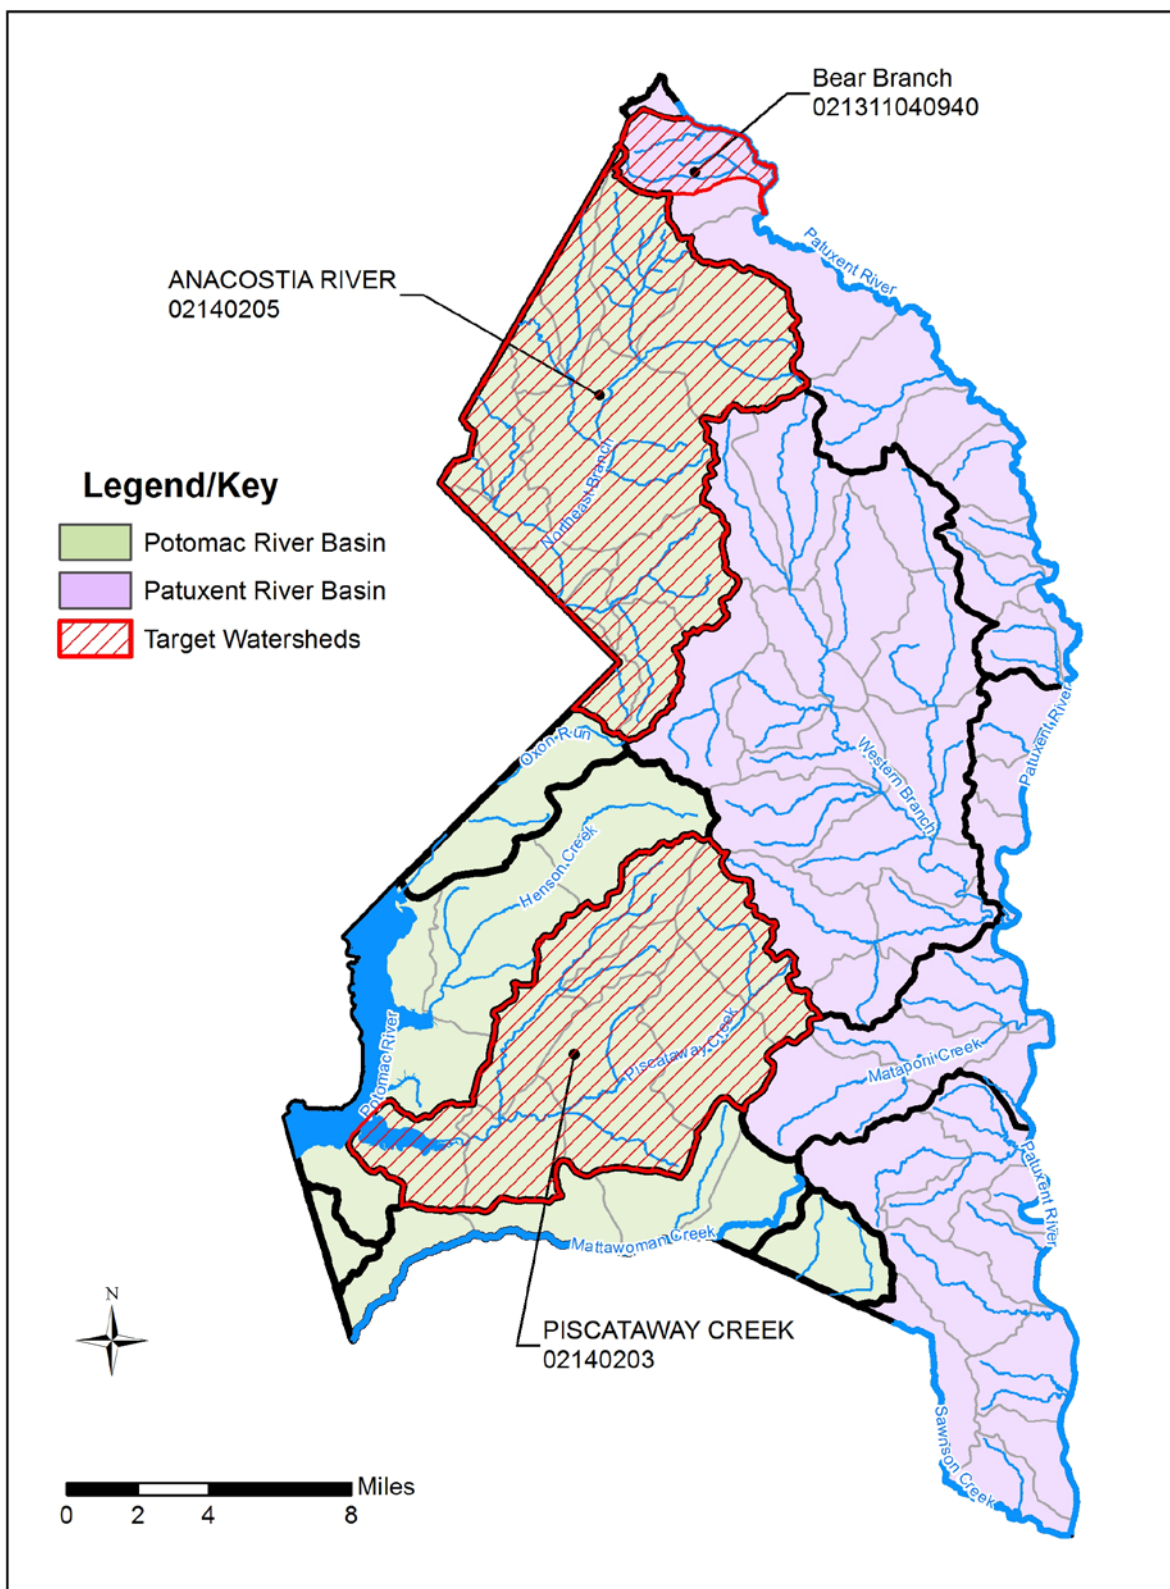 Bear Branch
021311040940
Patuxent River
ANACOSTIA RIVER
02140205
Northeast Branch
Legend/Key
Potomac River Basin
Patuxent River Basin
Target Watersheds
Oxon Run
Patuxent River
Western Branch
Henson Creek
Potomac River
Piscataway Creek
Mataponi Creek
Patuxent River
Mattawoman Creek
N
PISCATAWAY CREEK
02140203
Sawnson Creek
Miles
0 2 4 8